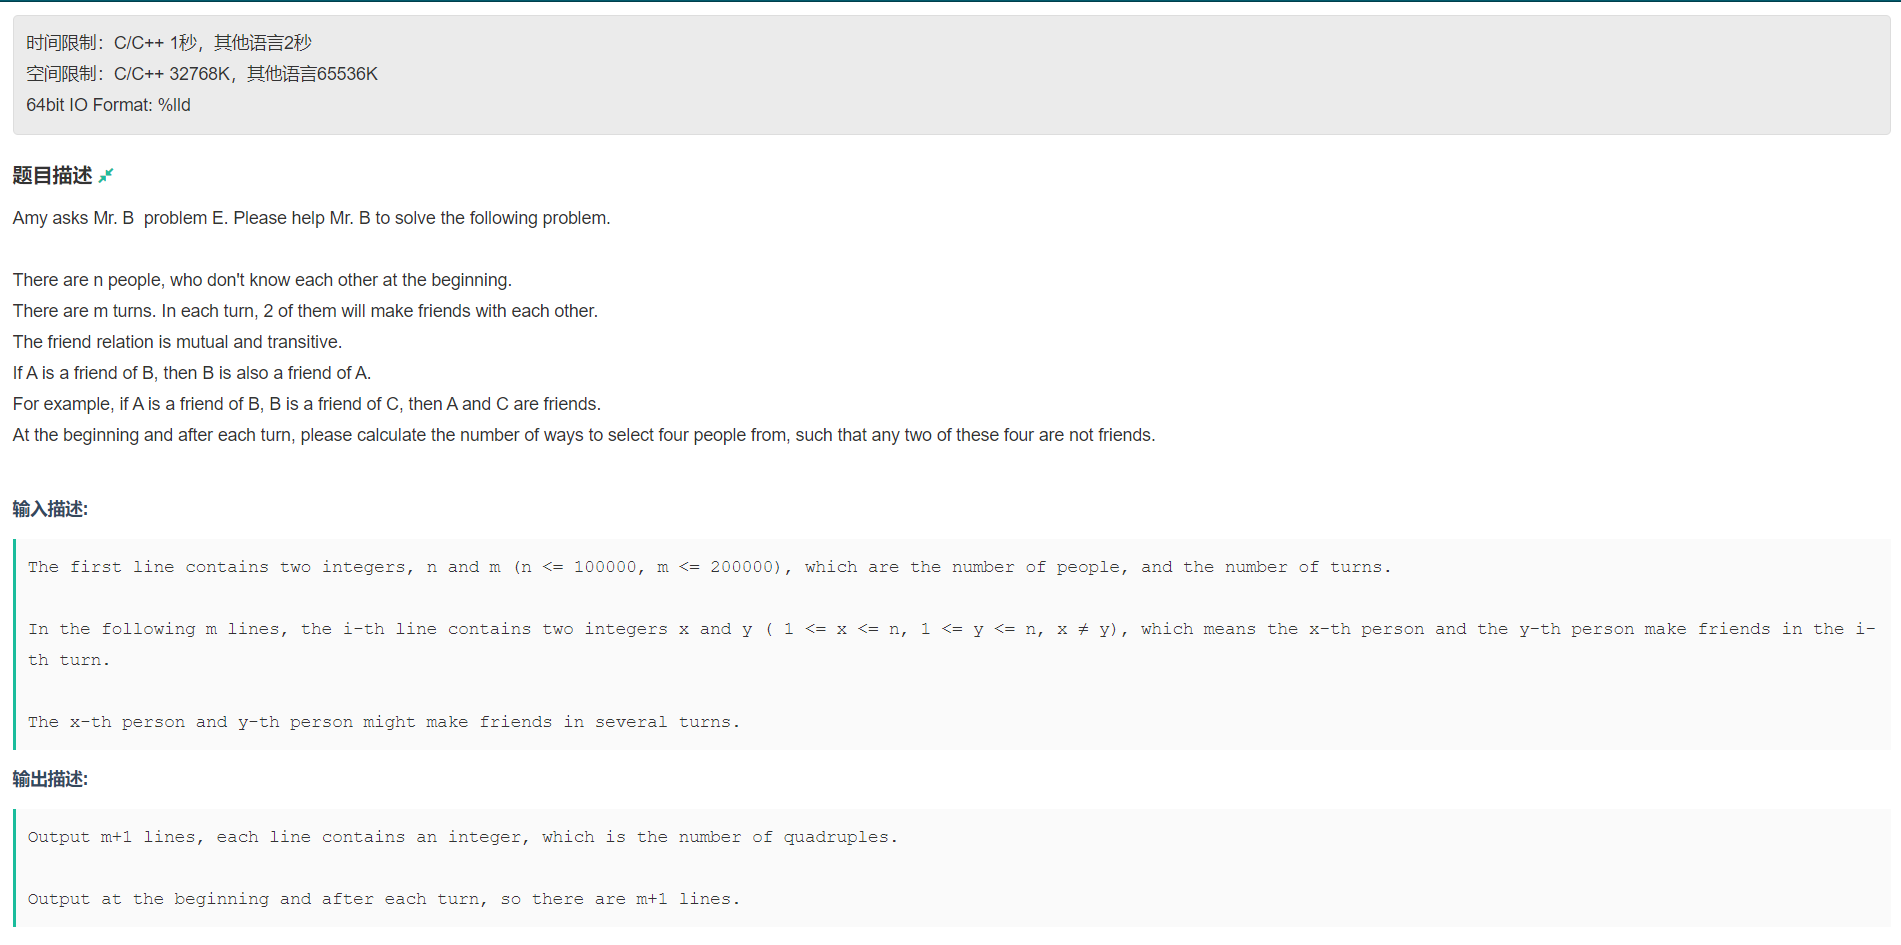 时间限制：C/C++ 1秒，其他语言2秒
空间限制：C/C++ 32768K，其他语言65536K
64bit IO Format: %lld
题目描述
Amy asks Mr. B  problem E. Please help Mr. B to solve the following problem.
There are n people, who don't know each other at the beginning.
There are m turns. In each turn, 2 of them will make friends with each other.
The friend relation is mutual and transitive.
If A is a friend of B, then B is also a friend of A.
For example, if A is a friend of B, B is a friend of C, then A and C are friends.
At the beginning and after each turn, please calculate the number of ways to select four people from, such that any two of these four are not friends.
输入描述:
The first line contains two integers, n and m (n <= 100000, m <= 200000), which are the number of people, and the number of turns.
In the following m lines, the i-th line contains two integers x and y ( 1 <= x <= n, 1 <= y <= n, x ≠ y), which means the x-th person and the y-th person make friends in the i-
th turn.
The x-th person and y-th person might make friends in several turns.
输出描述:
Output m+1 lines, each line contains an integer, which is the number of quadruples.
Output at the beginning and after each turn, so there are m+1 lines.